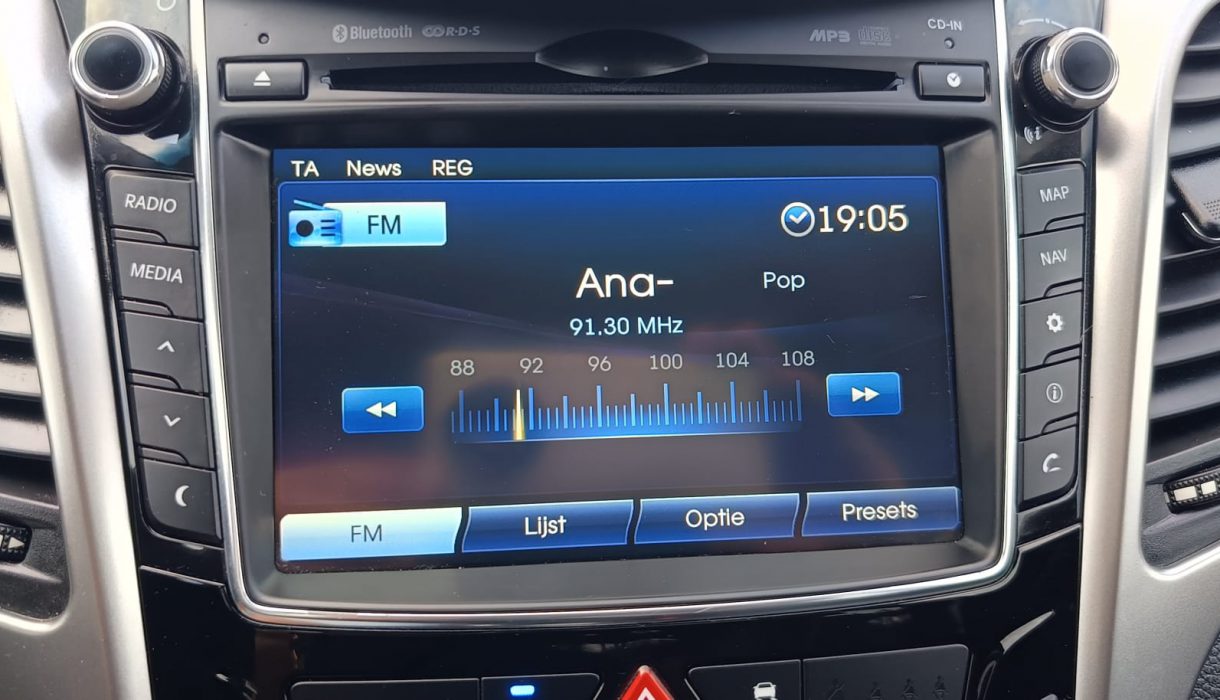 Bluetooth R·D·S MP3 disc CD-IN
TA News REG
RADIO
MEDIA
FM 19:05
Ana- Pop
91.30 MHz
88 92 96 100 104 108
FM Lijst Optie Presets
MAP
NAV